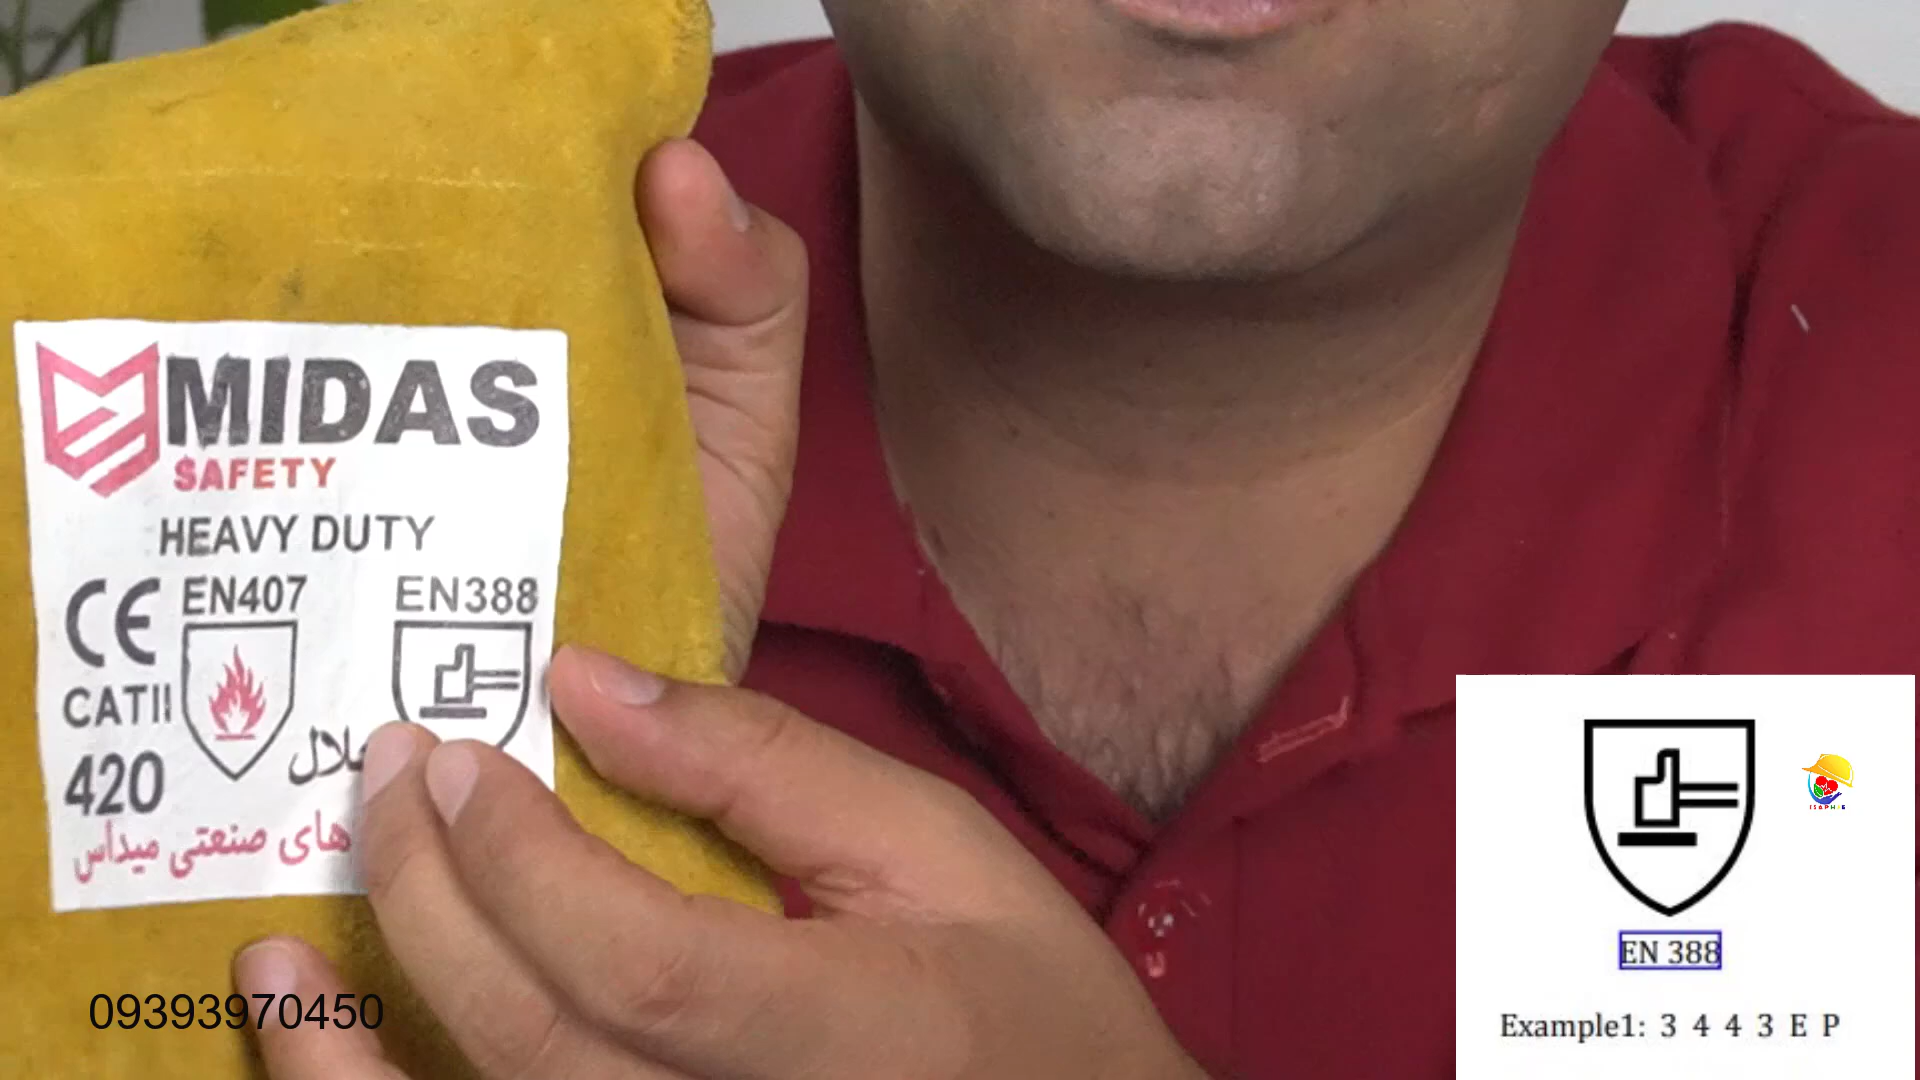 MIDAS
SAFETY
HEAVY DUTY
CE EN407 EN388
CATII
420
های صنعتی میداس
09393970450
EN 388
Example1: 3 4 4 3 E P